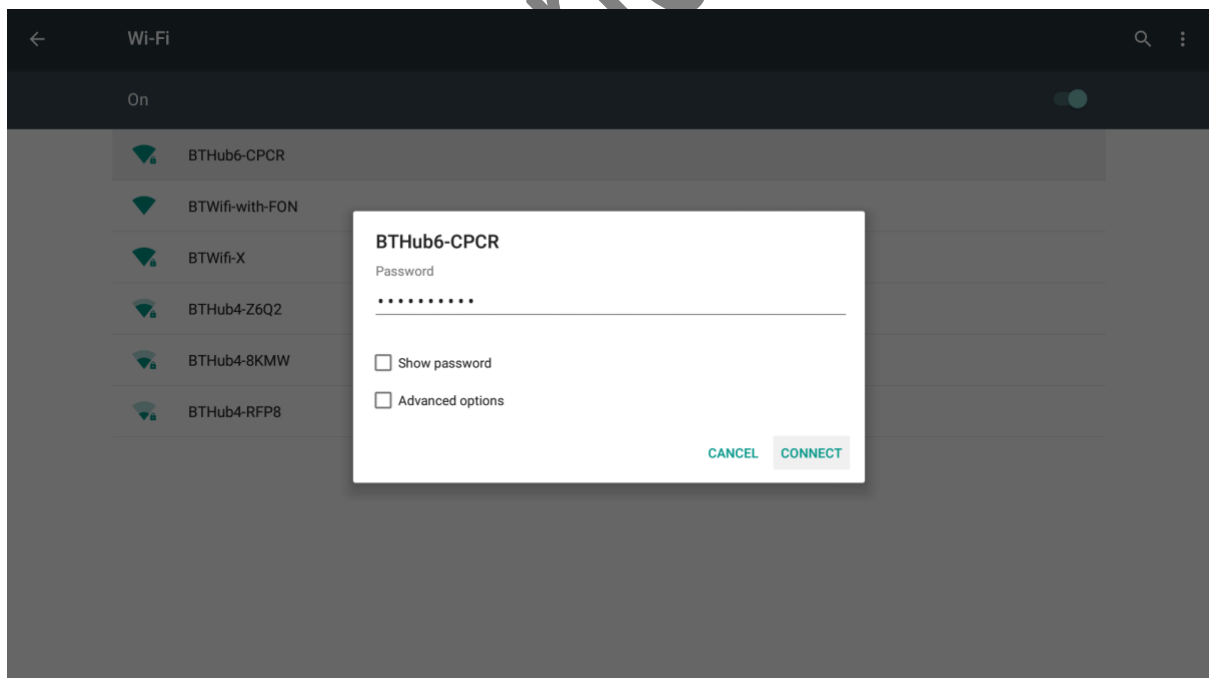 Wi-Fi
On
BTHub6-CPCR
BTWifi-with-FON
BTWifi-X
BTHub4-Z6Q2
BTHub4-8KMW
BTHub4-RFP8
BTHub6-CPCR
Password
••••••••••
Show password
Advanced options
CANCEL CONNECT